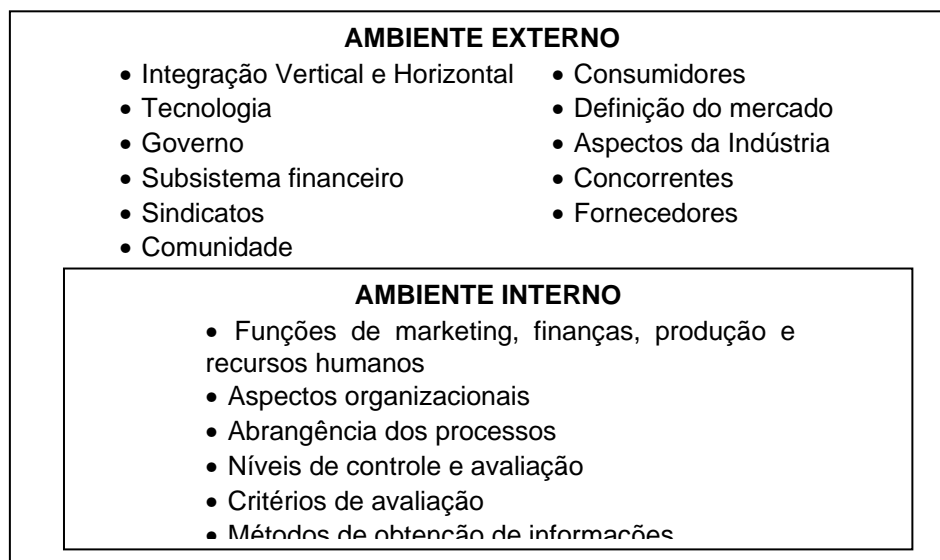 AMBIENTE EXTERNO
• Integração Vertical e Horizontal
• Tecnologia
• Governo
• Subsistema financeiro
• Sindicatos
• Comunidade
• Consumidores
• Definição do mercado
• Aspectos da Indústria
• Concorrentes
• Fornecedores
AMBIENTE INTERNO
• Funções de marketing, finanças, produção e
recursos humanos
• Aspectos organizacionais
• Abrangência dos processos
• Níveis de controle e avaliação
• Critérios de avaliação
• Métodos de obtenção de informações